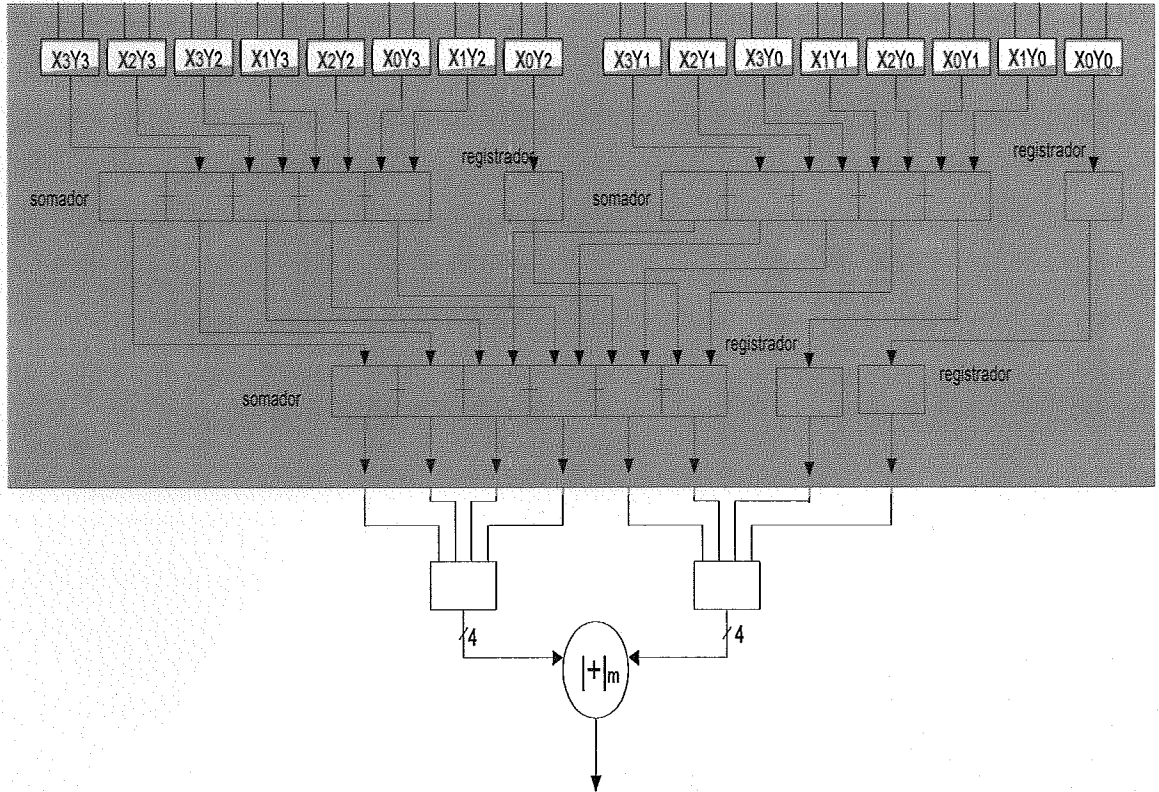 X3Y3 X2Y3 X3Y2 X1Y3 X2Y2 X0Y3 X1Y2 X0Y2 X3Y1 X2Y1 X3Y0 X1Y1 X2Y0 X0Y1 X1Y0 X0Y0
registrador registrador
somador somador
registrador
somador registrador
4 4
|+|m